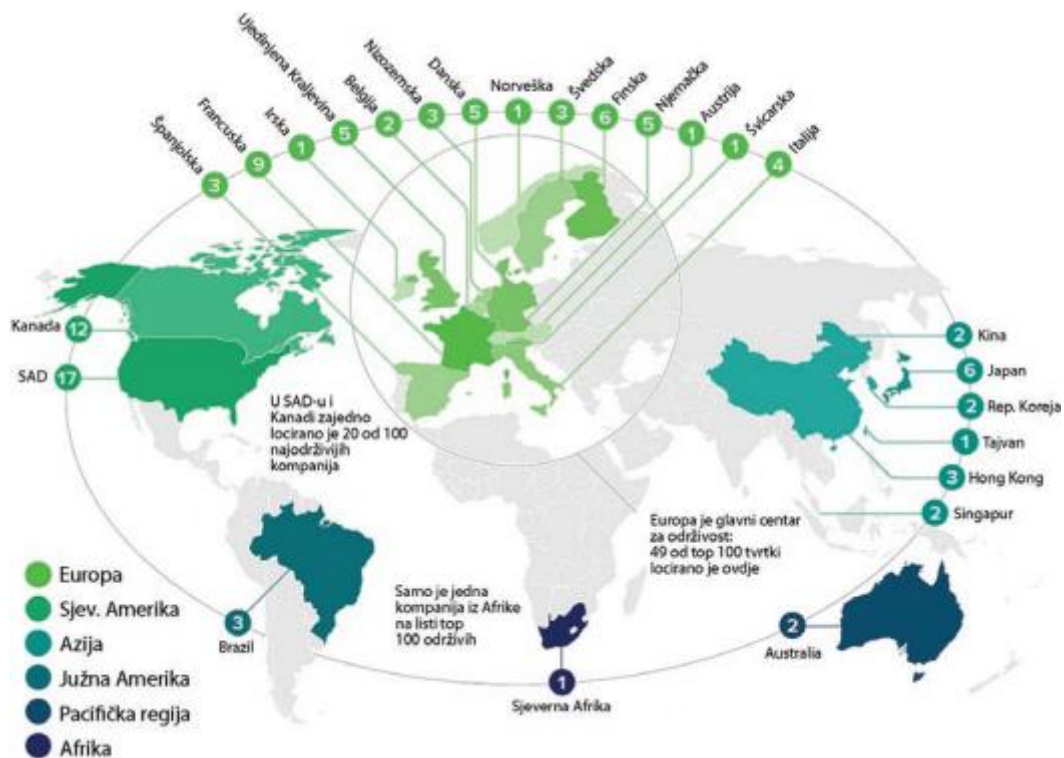 Španjolska
3
Francuska
9
Irska
1
Ujedinjena Kraljevina
5
Belgija
2
Nizozemska
3
Danska
5
Norveška
1
Švedska
3
Finska
6
Njemačka
5
Austrija
1
Švicarska
1
Italija
4
Kanada 12
SAD 17
2 Kina
6 Japan
2 Rep. Koreja
1 Tajvan
3 Hong Kong
2 Singapur
U SAD-u i
Kanadi zajedno
locirano je 20 od 100
najodrživijih
kompanija
Europa je glavni centar
za održivost:
49 od top 100 tvrtki
locirano je ovdje
Samo je jedna
kompanija iz Afrike
na listi top
100 održivih
3
Brazil
2
Australia
1
Sjeverna Afrika
Europa
Sjev. Amerika
Azija
Južna Amerika
Pacifička regija
Afrika